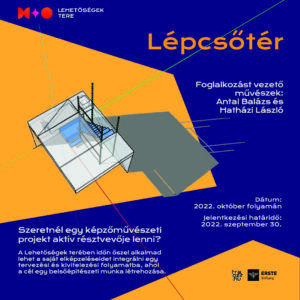 LEHETŐSÉGEK
TERE
Lépcsőtér
Foglalkozást vezető
művészek:
Antal Balázs és
Hatházi László
Dátum:
2022. október folyamán
Jelentkezési határidő:
2022. szeptember 30.
Szeretnél egy képzőművészeti
projekt aktív résztvevője lenni?
A Lehetőségek terében időn ősszel alkalmad
lehet a saját elképzeléseidet integrálni egy
tervezési és kivitelezési folyamatba, ahol
a cél egy belsőépítészeti munka létrehozása.
ERSTE
Stiftung